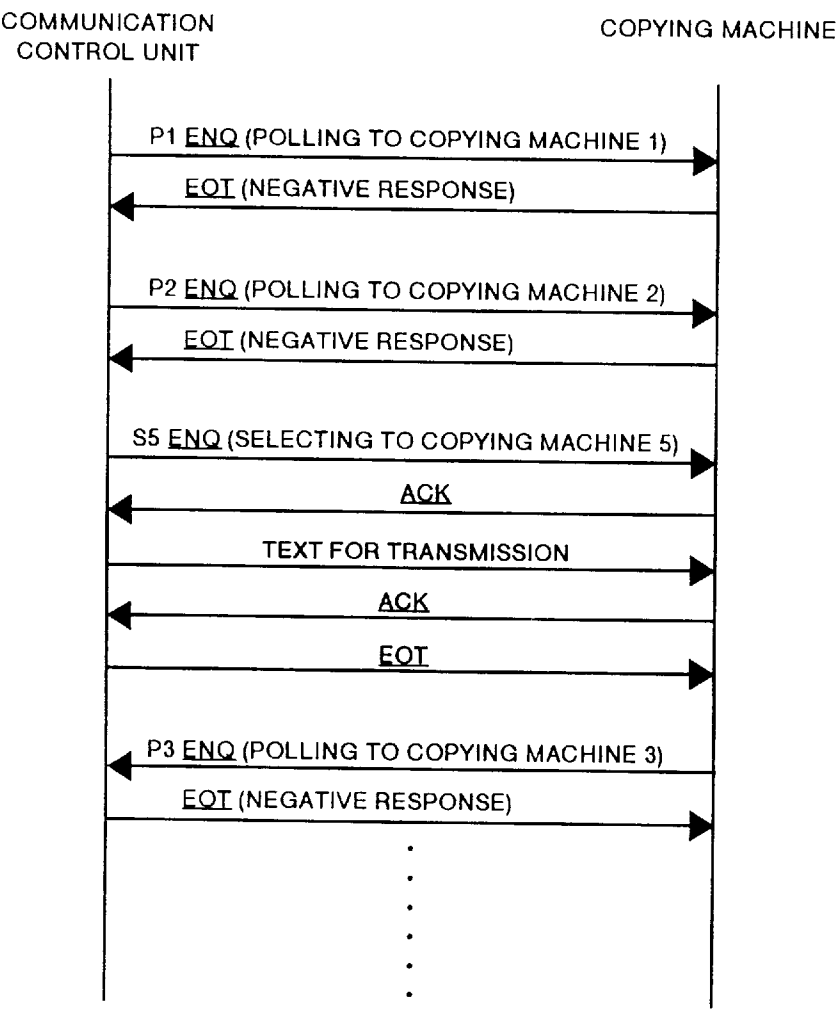 COMMUNICATION
CONTROL UNIT
COPYING MACHINE
P1 ENQ (POLLING TO COPYING MACHINE 1)
EOT (NEGATIVE RESPONSE)
P2 ENQ (POLLING TO COPYING MACHINE 2)
EOT (NEGATIVE RESPONSE)
S5 ENQ (SELECTING TO COPYING MACHINE 5)
ACK
TEXT FOR TRANSMISSION
ACK
EOT
P3 ENQ (POLLING TO COPYING MACHINE 3)
EOT (NEGATIVE RESPONSE)